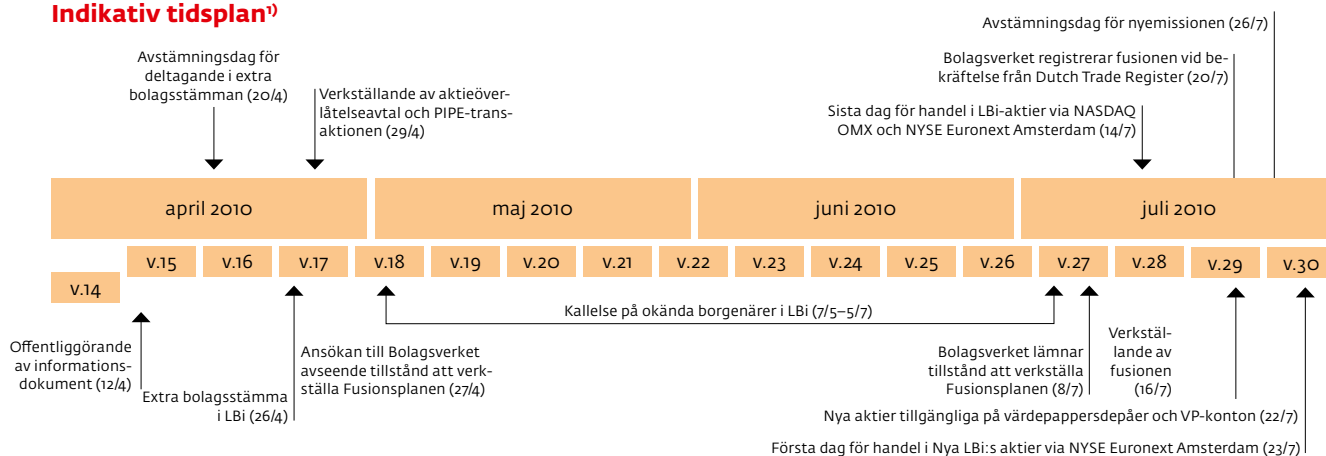 Indikativ tidsplan¹⁾
Avstämningsdag för nyemissionen (26/7)
Avstämningsdag för
deltagande i extra
bolagsstämman (20/4)
Verkställande av aktieöver-
låtelseavtal och PIPE-trans-
aktionen (29/4)
Bolagsverket registrerar fusionen vid be-
kräftelse från Dutch Trade Register (20/7)
Sista dag för handel i LBi-aktier via NASDAQ
OMX och NYSE Euronext Amsterdam (14/7)
april 2010
maj 2010
juni 2010
juli 2010
v.14
v.15
v.16
v.17
v.18
v.19
v.20
v.21
v.22
v.23
v.24
v.25
v.26
v.27
v.28
v.29
v.30
Offentliggörande
av informations-
dokument (12/4)
Extra bolagsstämma
i LBi (26/4)
Ansökan till Bolagsverket
avseende tillstånd att verk-
ställa Fusionsplanen (27/4)
Kallelse på okända borgenärer i LBi (7/5–5/7)
Bolagsverket lämnar
tillstånd att verkställa
Fusionsplanen (8/7)
Verkstäl-
lande av
fusionen
(16/7)
Nya aktier tillgängliga på värdepappersdepåer och VP-konton (22/7)
Första dag för handel i Nya LBi:s aktier via NYSE Euronext Amsterdam (23/7)